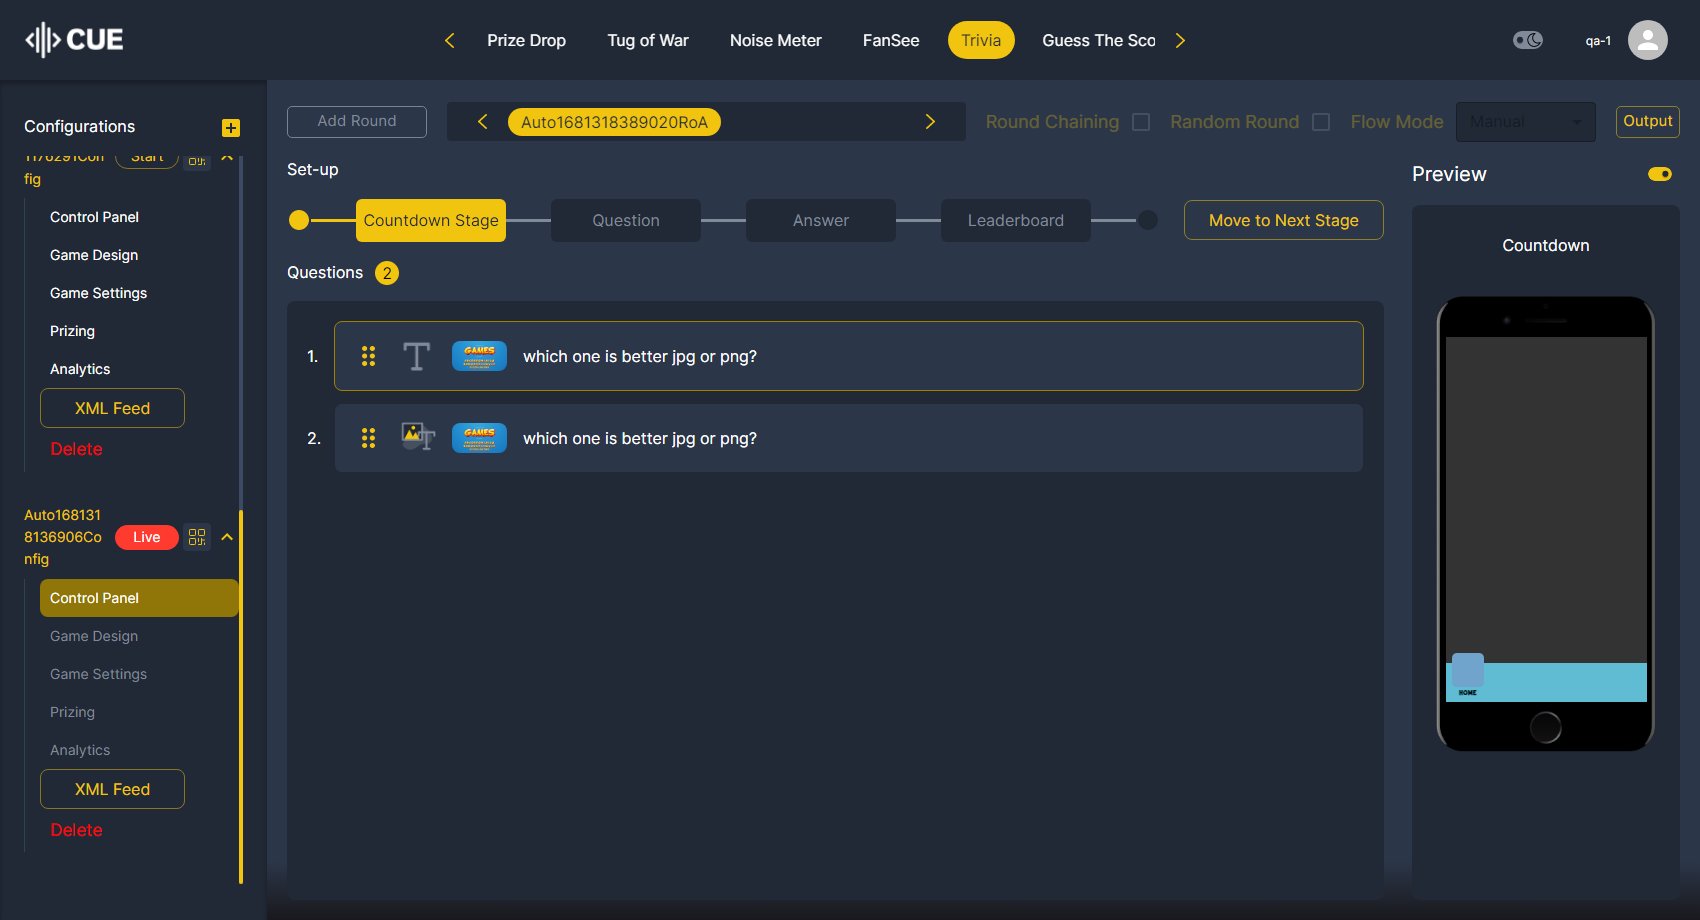 CUE
Prize Drop
Tug of War
Noise Meter
FanSee
Trivia
Guess The Sco
qa-1
Configurations
Start
fig
Control Panel
Game Design
Game Settings
Prizing
Analytics
XML Feed
Delete
Auto168131
8136906Co
nfig
Live
Control Panel
Game Design
Game Settings
Prizing
Analytics
XML Feed
Delete
Add Round
Auto1681318389020RoA
Round Chaining
Random Round
Flow Mode
Manual
Output
Set-up
Countdown Stage
Question
Answer
Leaderboard
Move to Next Stage
Questions 2
1.
GAMES
which one is better jpg or png?
2.
GAMES
which one is better jpg or png?
Preview
Countdown
HOME